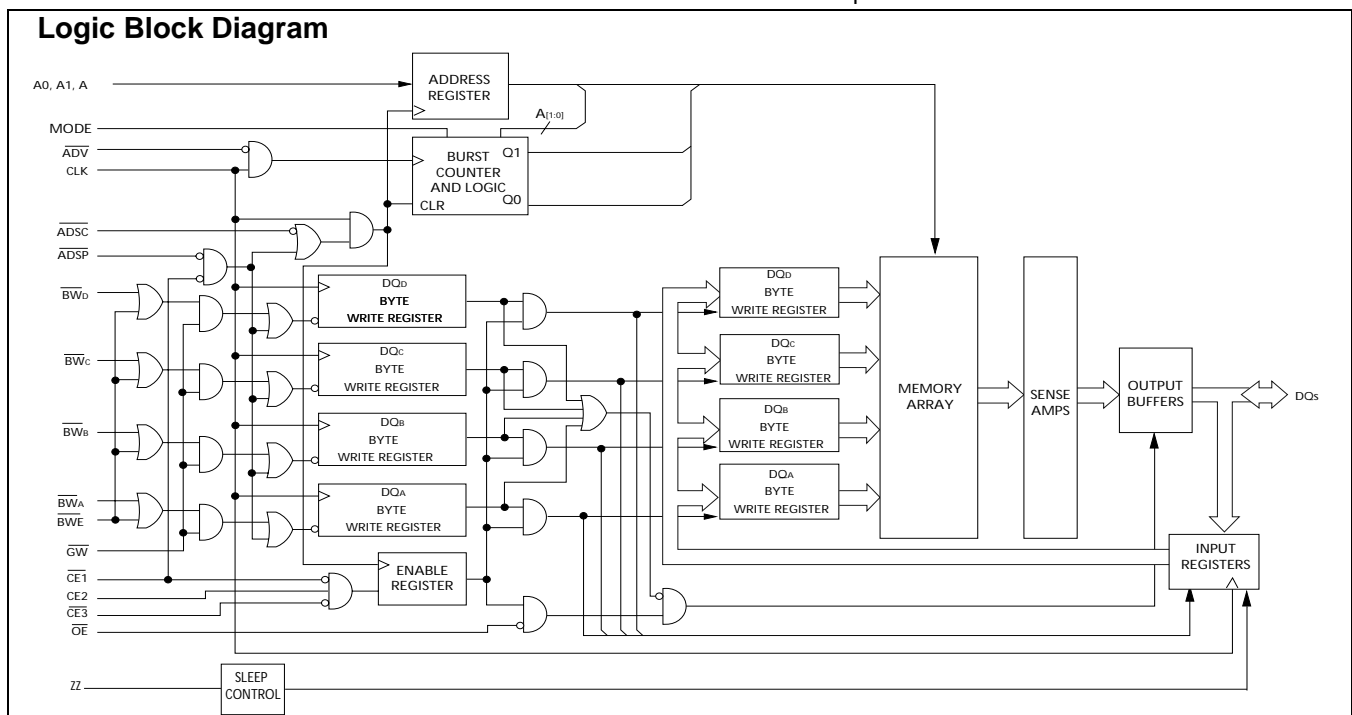 Logic Block Diagram
A0, A1, A
ADDRESS
REGISTER
MODE
A[1:0]
ADV
CLK
BURST
COUNTER
AND LOGIC
Q1
Q0
CLR
ADSC
ADSP
BWD
DQD
BYTE
WRITE REGISTER
DQD
BYTE
WRITE REGISTER
BWC
DQC
BYTE
WRITE REGISTER
DQC
BYTE
WRITE REGISTER
MEMORY
ARRAY
SENSE
AMPS
OUTPUT
BUFFERS
DQs
BWB
DQB
BYTE
WRITE REGISTER
DQB
BYTE
WRITE REGISTER
BWA
BWE
DQA
BYTE
WRITE REGISTER
DQA
BYTE
WRITE REGISTER
GW
CE1
CE2
CE3
OE
ENABLE
REGISTER
INPUT
REGISTERS
ZZ
SLEEP
CONTROL